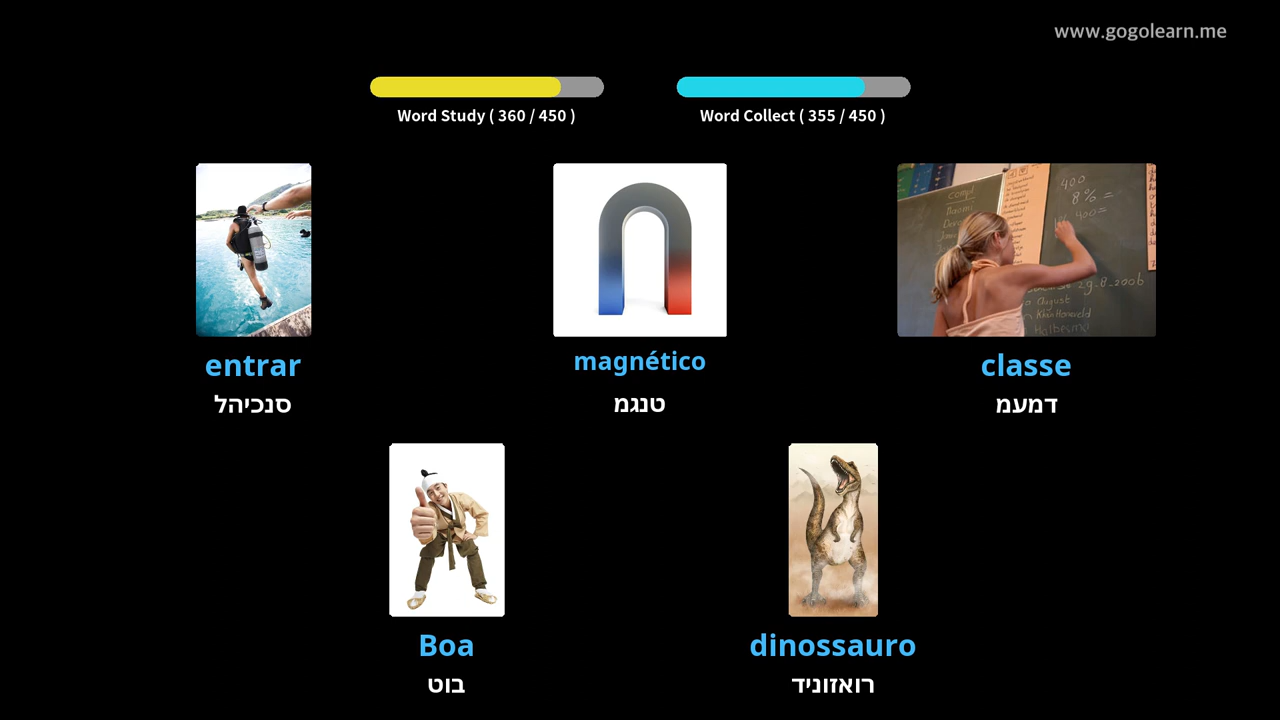 www.gogolearn.me
Word Study ( 360 / 450 )
Word Collect ( 355 / 450 )
entrar
סנכיהל
magnético
טנגמ
classe
דמעמ
Boa
בוט
dinossauro
רואזוניד